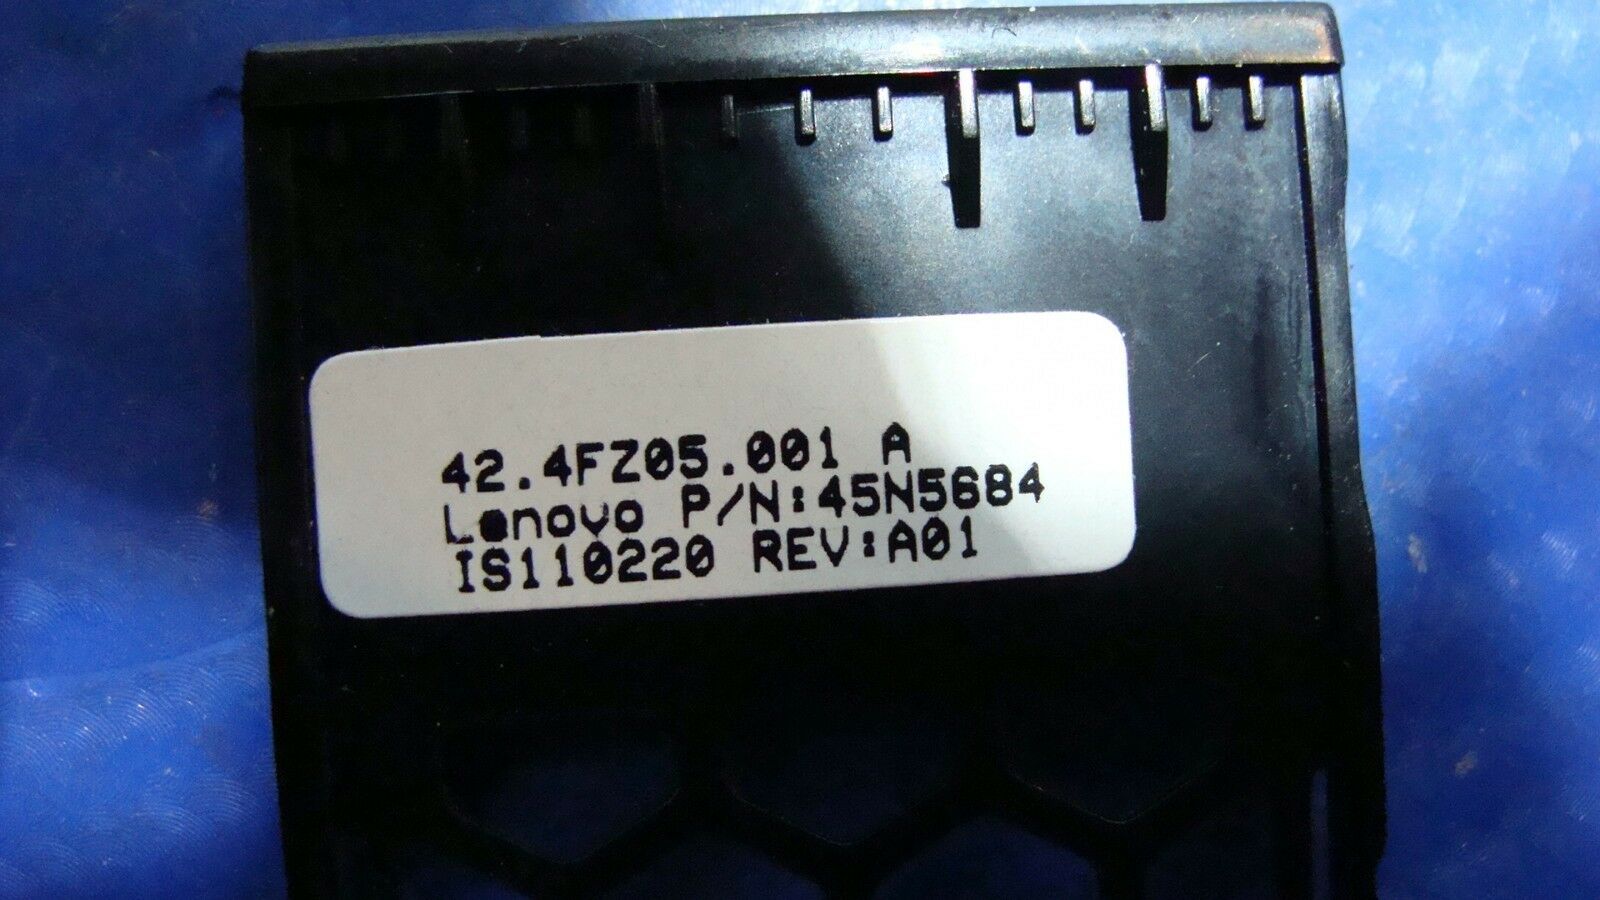 42.4FZ05.001 A
Lenovo P/N:45N5684
IS110220 REV:A01